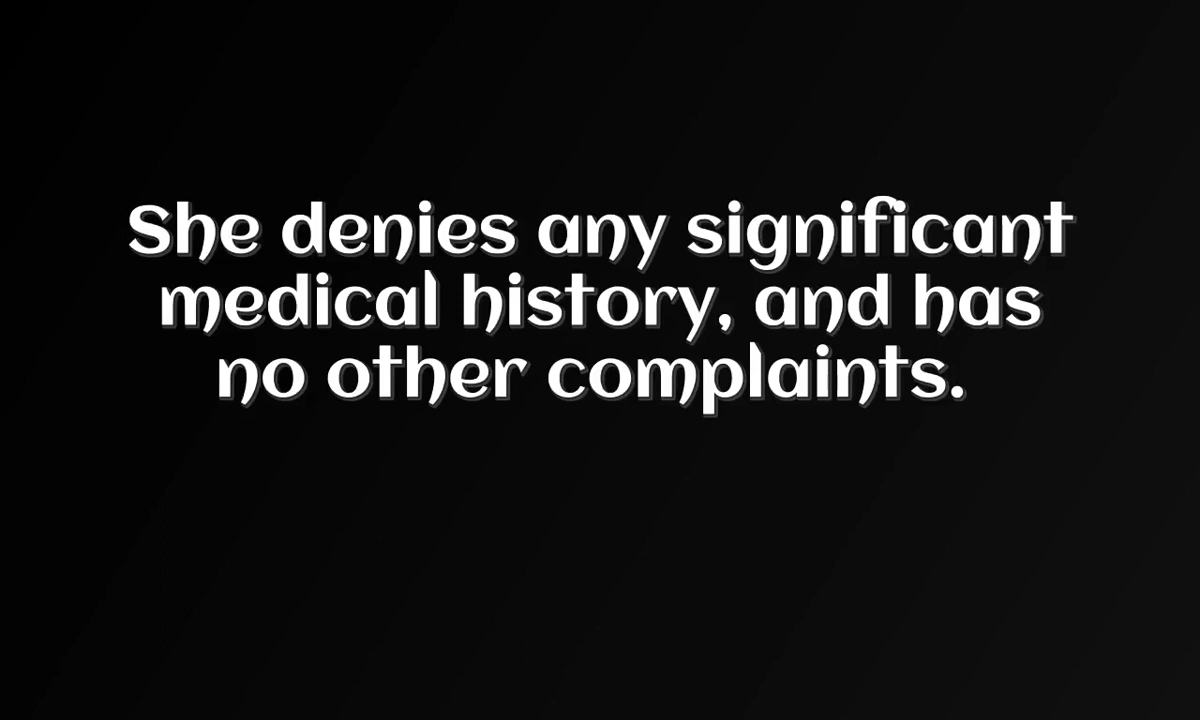 She denies any significant
medical history, and has
no other complaints.